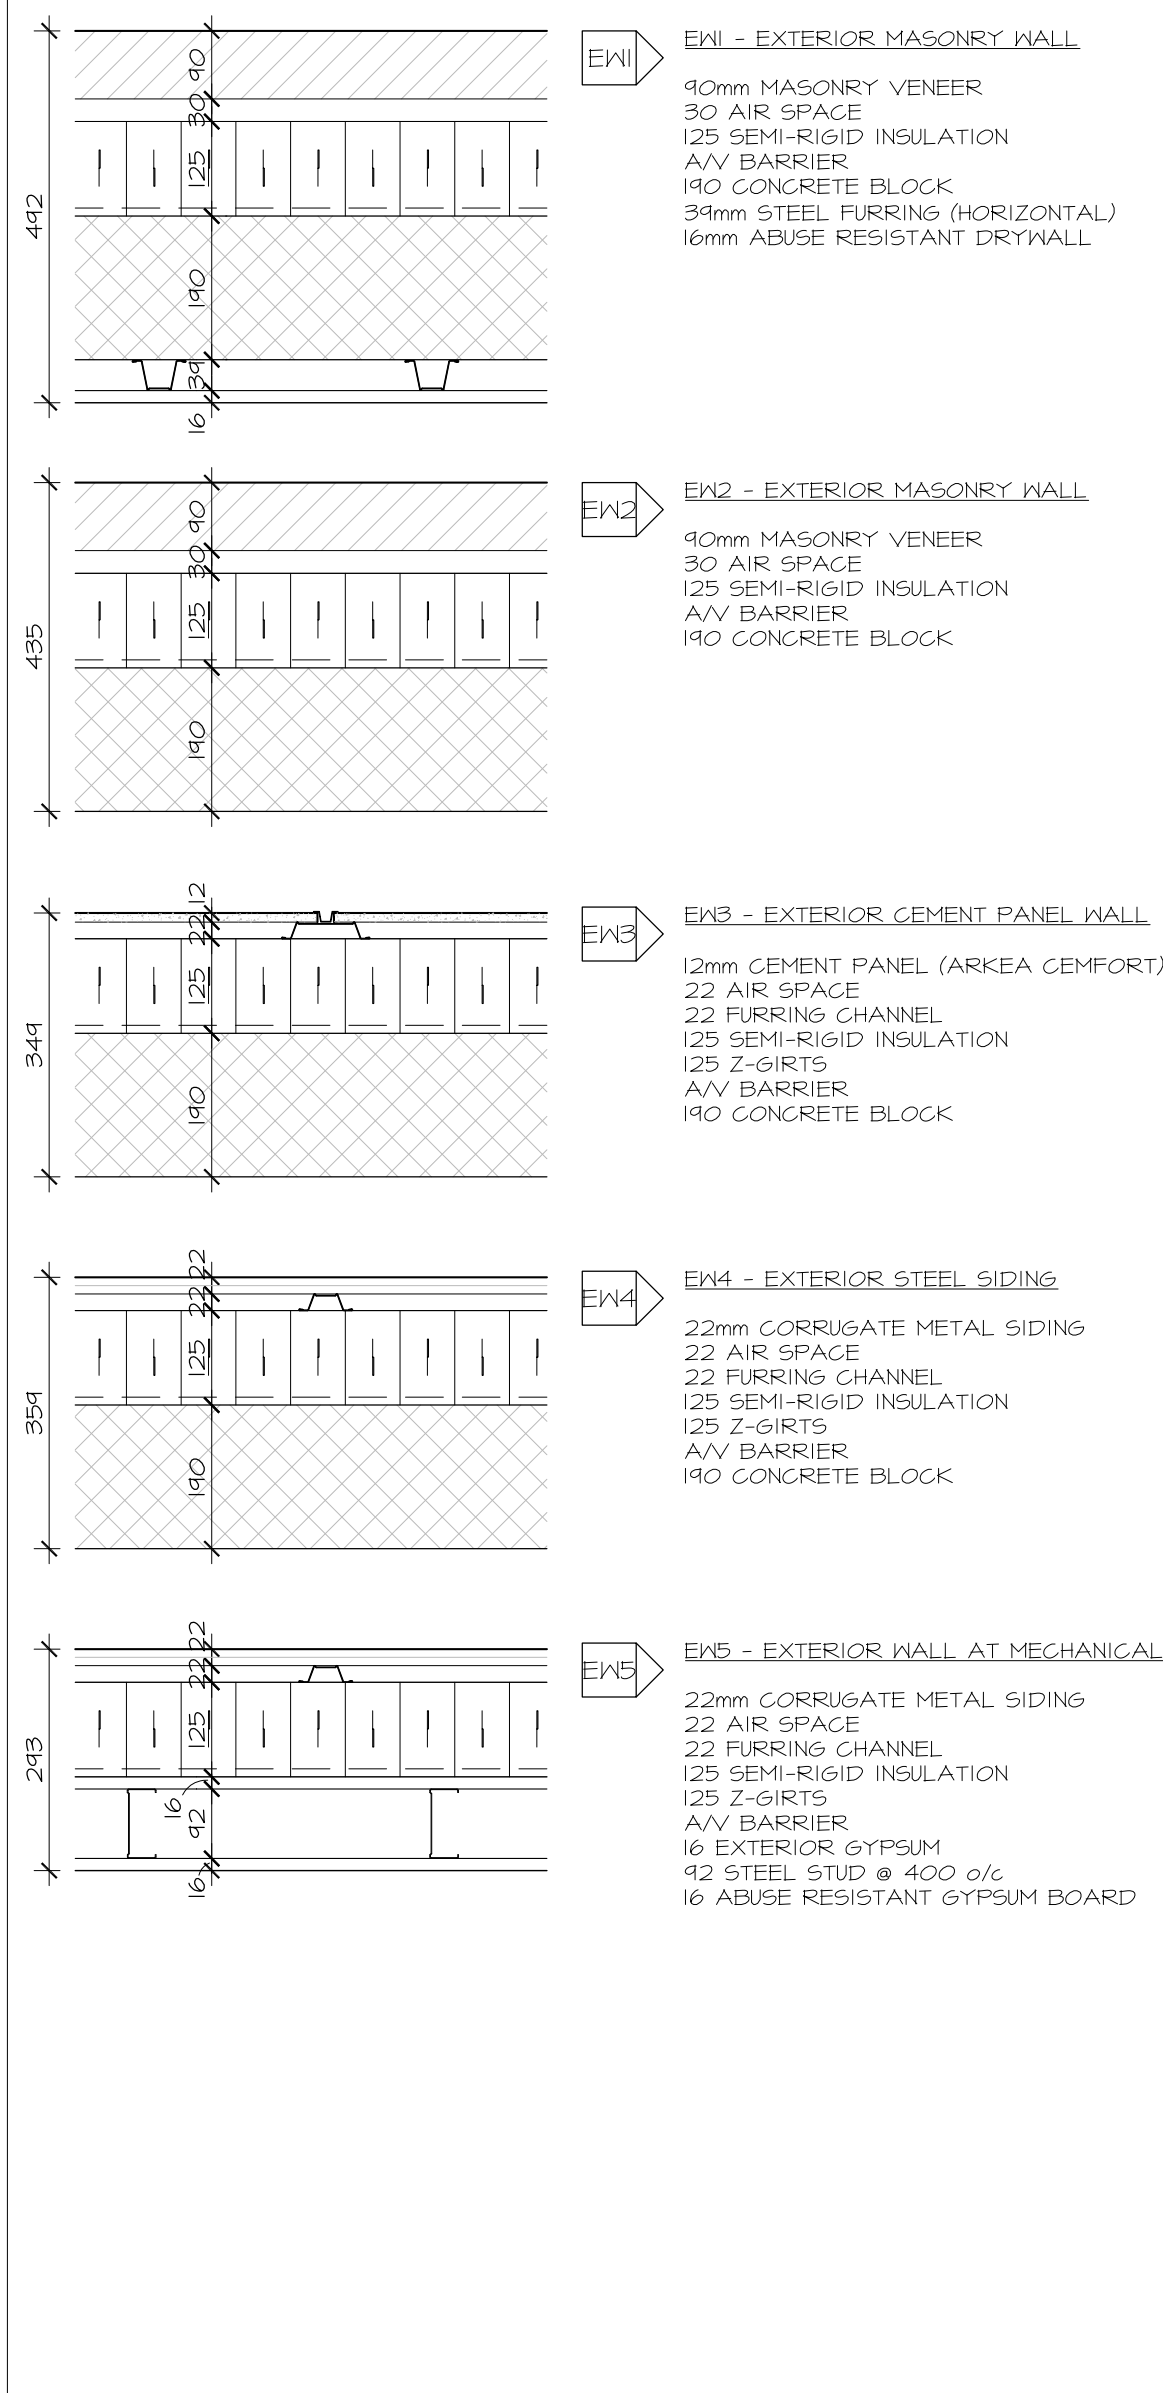 90
30
125
190
39
16
492
EW1
EW1 - EXTERIOR MASONRY WALL
90mm MASONRY VENEER
30 AIR SPACE
125 SEMI-RIGID INSULATION
A/V BARRIER
190 CONCRETE BLOCK
39mm STEEL FURRING (HORIZONTAL)
16mm ABUSE RESISTANT DRYWALL
90
30
125
190
435
EW2
EW2 - EXTERIOR MASONRY WALL
90mm MASONRY VENEER
30 AIR SPACE
125 SEMI-RIGID INSULATION
A/V BARRIER
190 CONCRETE BLOCK
12
22
125
190
349
EW3
EW3 - EXTERIOR CEMENT PANEL WALL
12mm CEMENT PANEL (ARKEA CEMFORT)
22 AIR SPACE
22 FURRING CHANNEL
125 SEMI-RIGID INSULATION
125 Z-GIRTS
A/V BARRIER
190 CONCRETE BLOCK
22
22
125
190
359
EW4
EW4 - EXTERIOR STEEL SIDING
22mm CORRUGATE METAL SIDING
22 AIR SPACE
22 FURRING CHANNEL
125 SEMI-RIGID INSULATION
125 Z-GIRTS
A/V BARRIER
190 CONCRETE BLOCK
22
22
125
16
92
16
293
EW5
EW5 - EXTERIOR WALL AT MECHANICAL
22mm CORRUGATE METAL SIDING
22 AIR SPACE
22 FURRING CHANNEL
125 SEMI-RIGID INSULATION
125 Z-GIRTS
A/V BARRIER
16 EXTERIOR GYPSUM
92 STEEL STUD @ 400 o/c
16 ABUSE RESISTANT GYPSUM BOARD